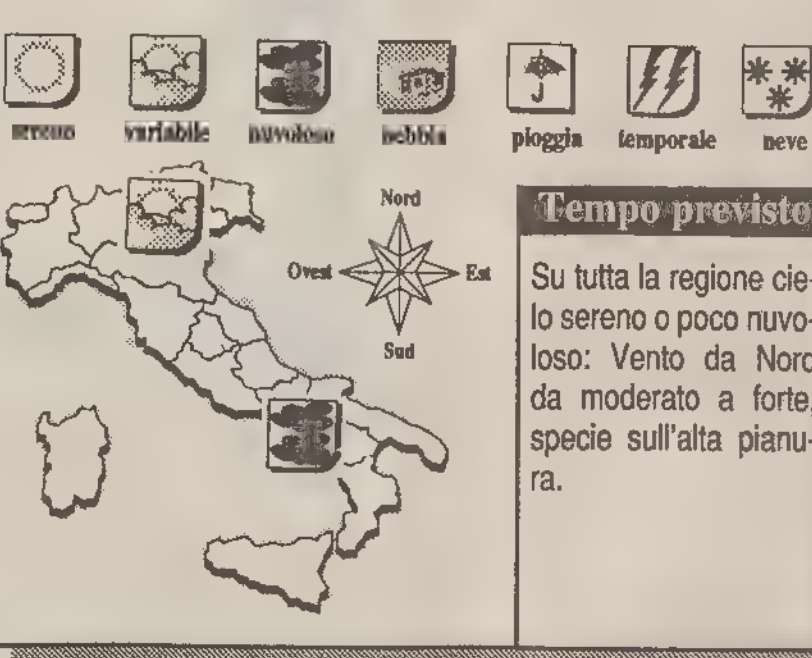 sereno
variabile
nuvoloso
nebbia
pioggia
temporale
neve
Nord
Ovest
Est
Sud
Tempo previsto
Su tutta la regione cie-
lo sereno o poco nuvo-
loso: Vento da Nord
da moderato a forte,
specie sull'alta pianu-
ra.